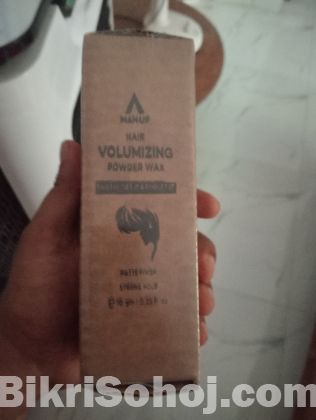 MANUP
HAIR
VOLUMIZING
POWDER WAX
MATTE FINISH
STRONG HOLD
BikriSohoj.com